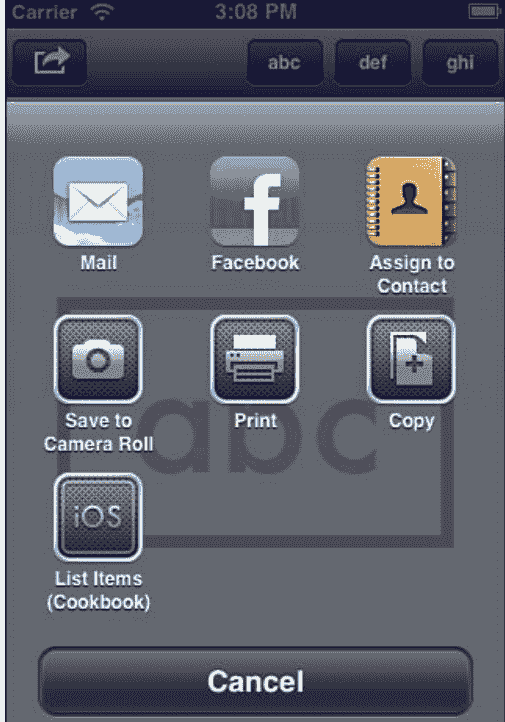 Carrier 3:08 PM
abc def ghi
Mail Facebook Assign to
Contact
abc
Save to Print Copy
Camera Roll
iOS
List Items
(Cookbook)
Cancel